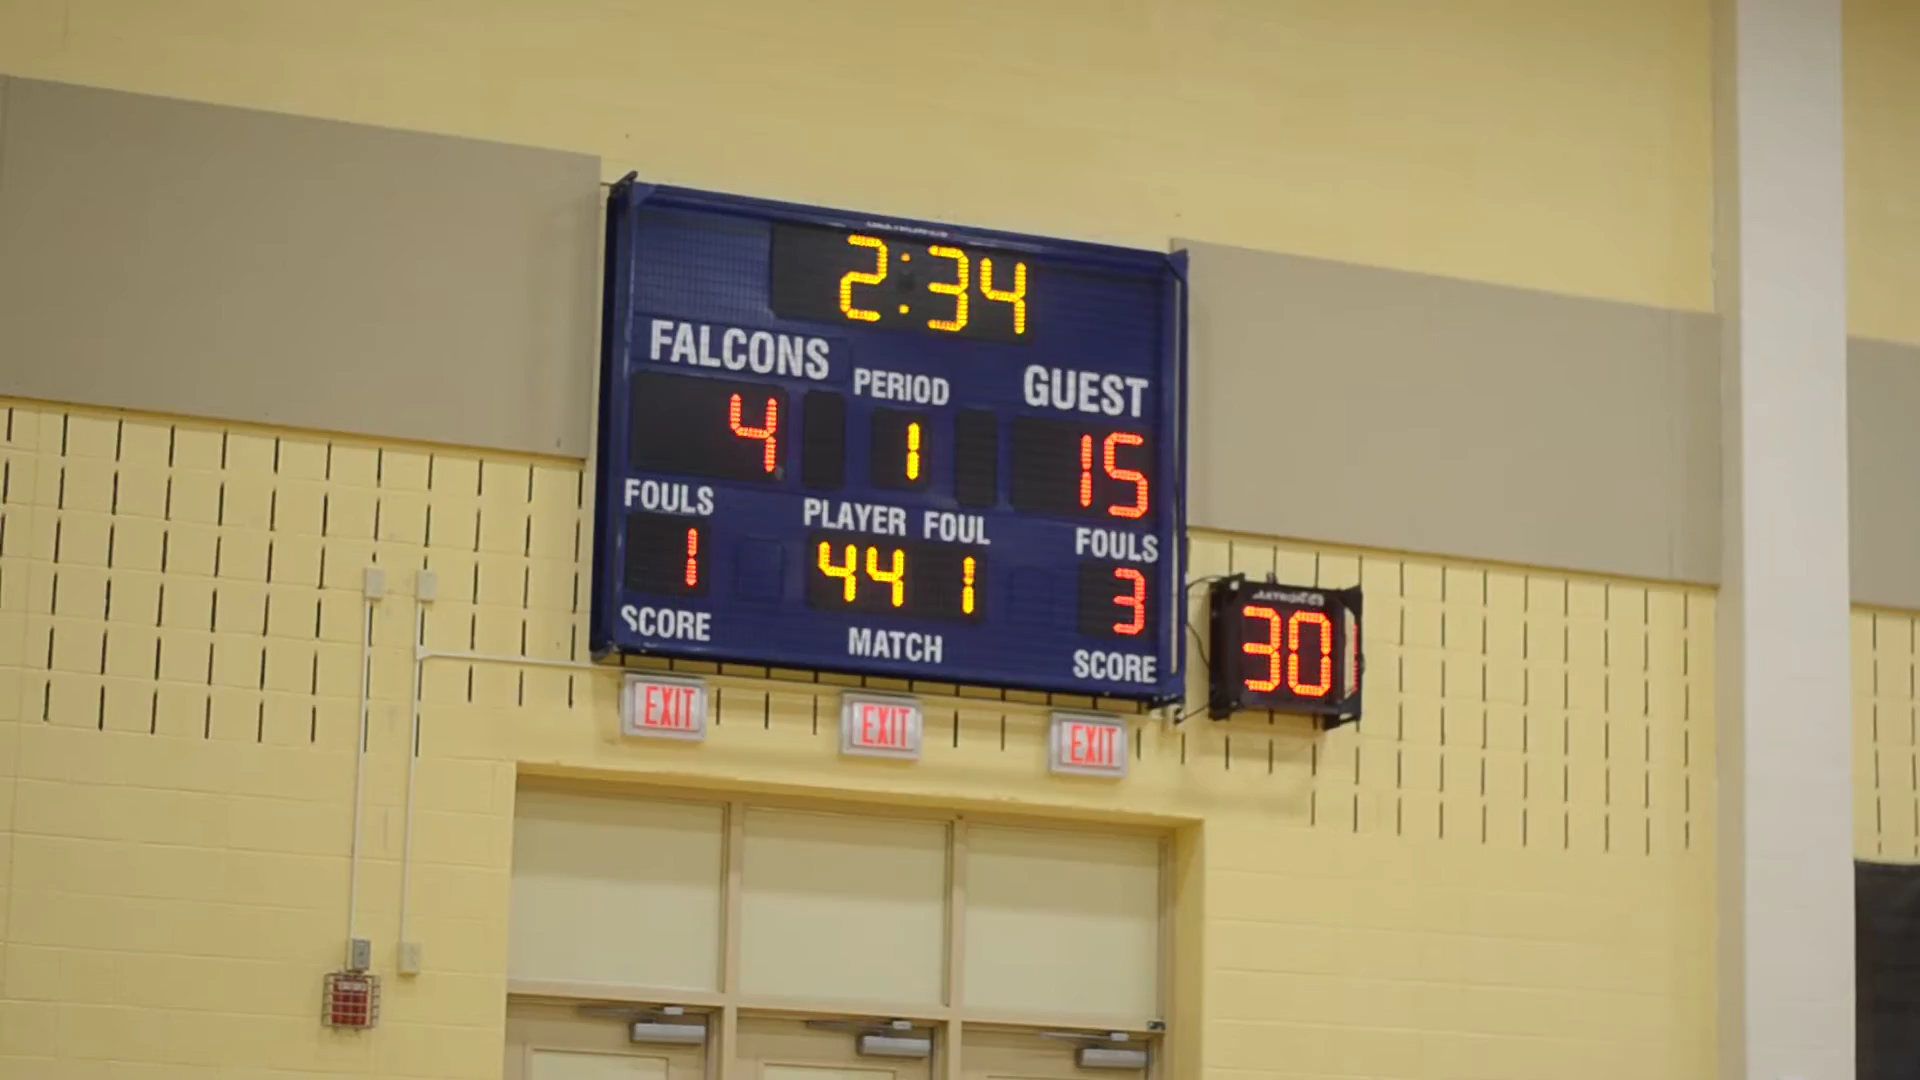 2:34
FALCONS PERIOD GUEST
4 1 15
FOULS PLAYER FOUL FOULS
1 44 1 3
SCORE MATCH SCORE
30
EXIT EXIT EXIT